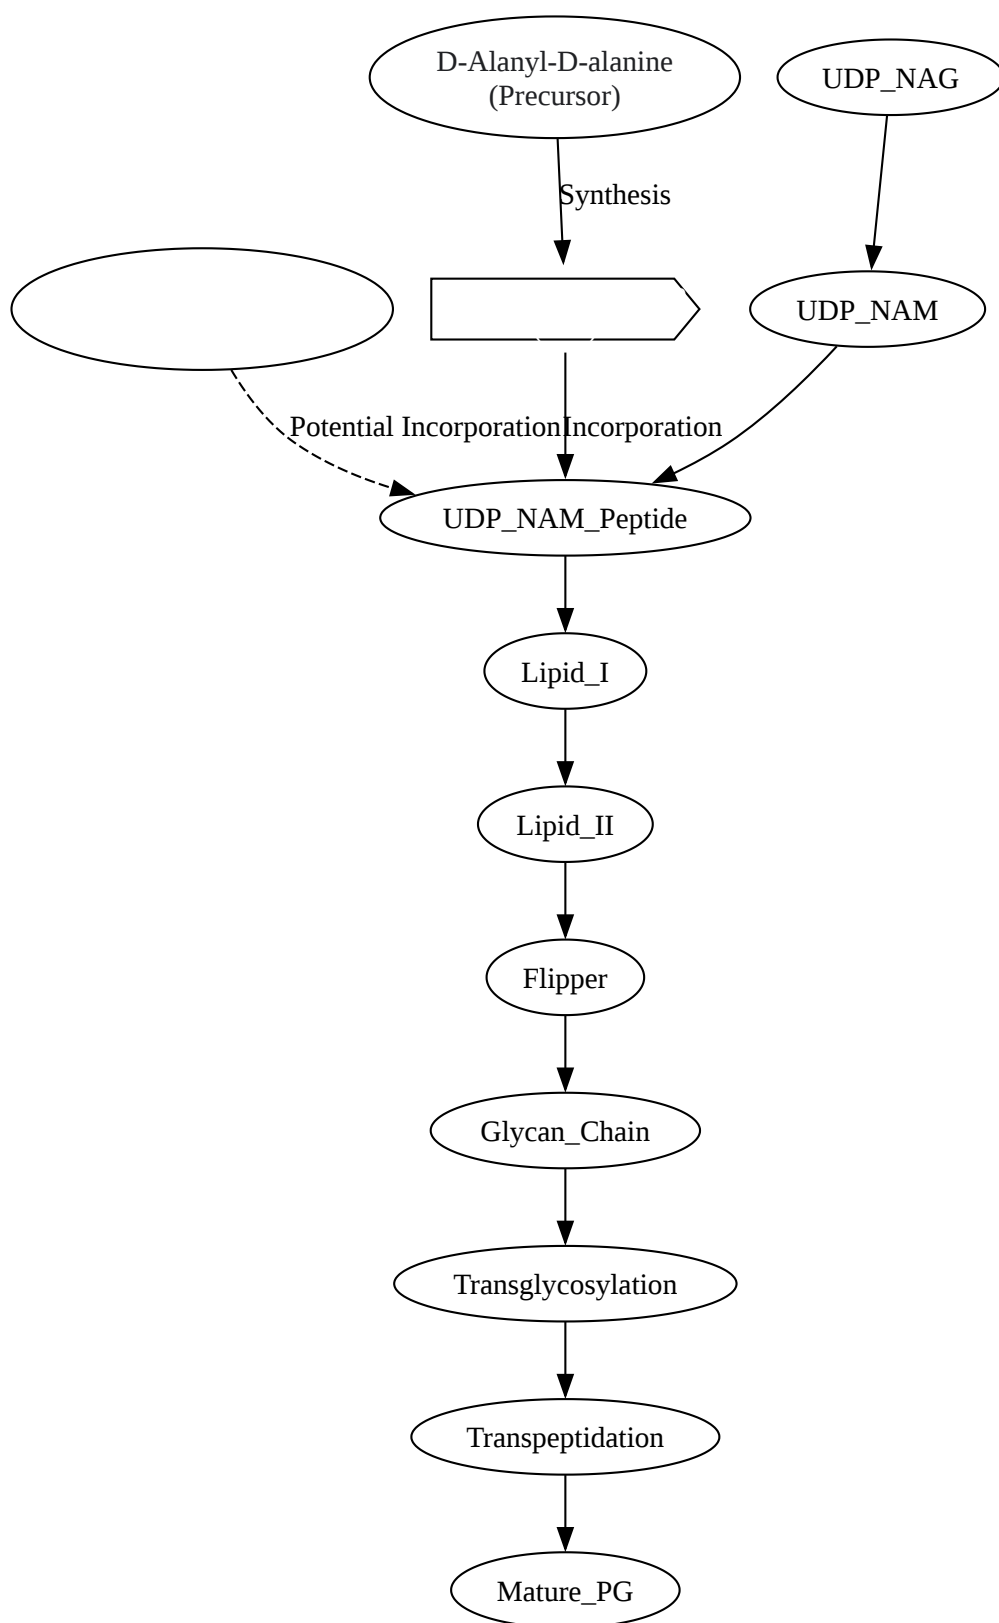 D-Alanyl-D-alanine
(Precursor)
UDP_NAG
Synthesis
UDP_NAM
Potential Incorporation
Incorporation
UDP_NAM_Peptide
Lipid_I
Lipid_II
Flipper
Glycan_Chain
Transglycosylation
Transpeptidation
Mature_PG